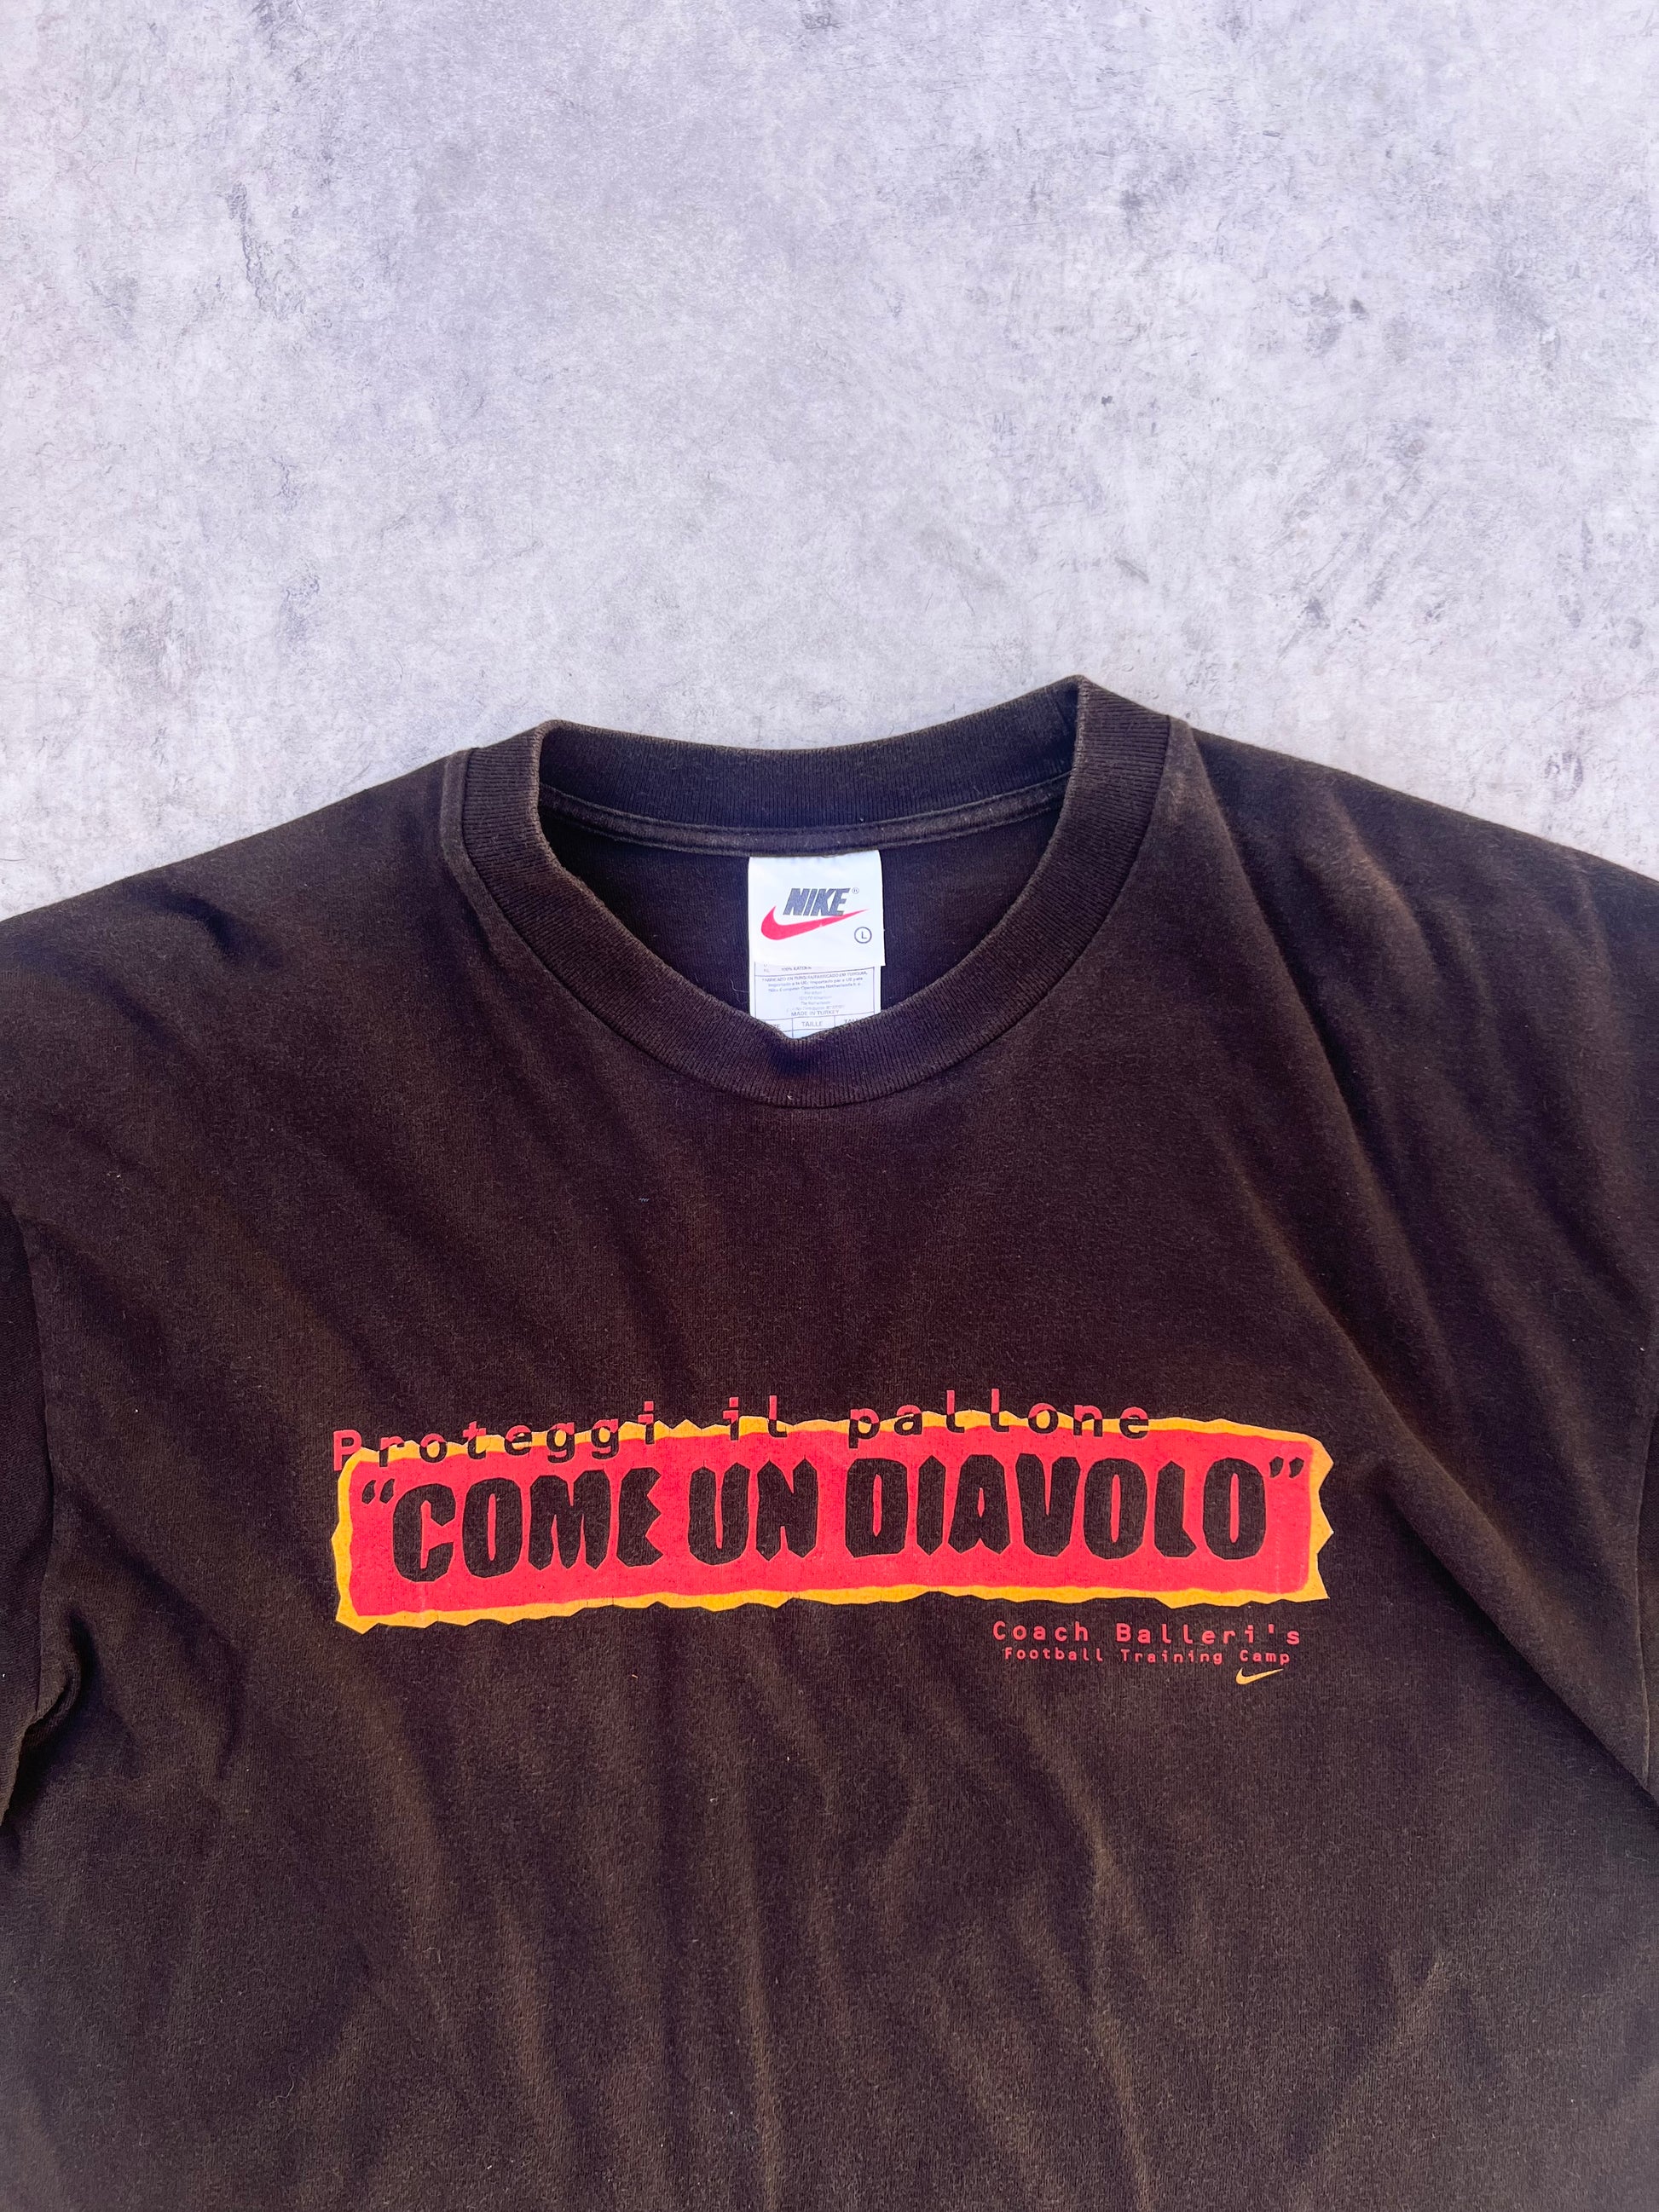 NIKE®
L
MADE IN TURKEY
TAILLE
Proteggi il pallone
“COME UN DIAVOLO”
Coach Balleri's
Football Training Camp